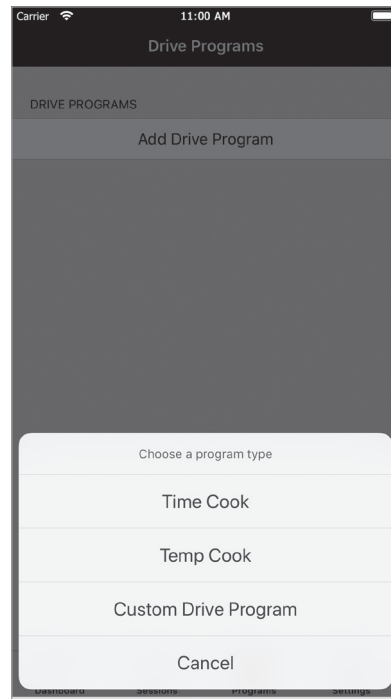 Carrier 11:00 AM
Drive Programs
DRIVE PROGRAMS
Add Drive Program
Choose a program type
Time Cook
Temp Cook
Custom Drive Program
Cancel
Dashboard Sessions Programs Settings